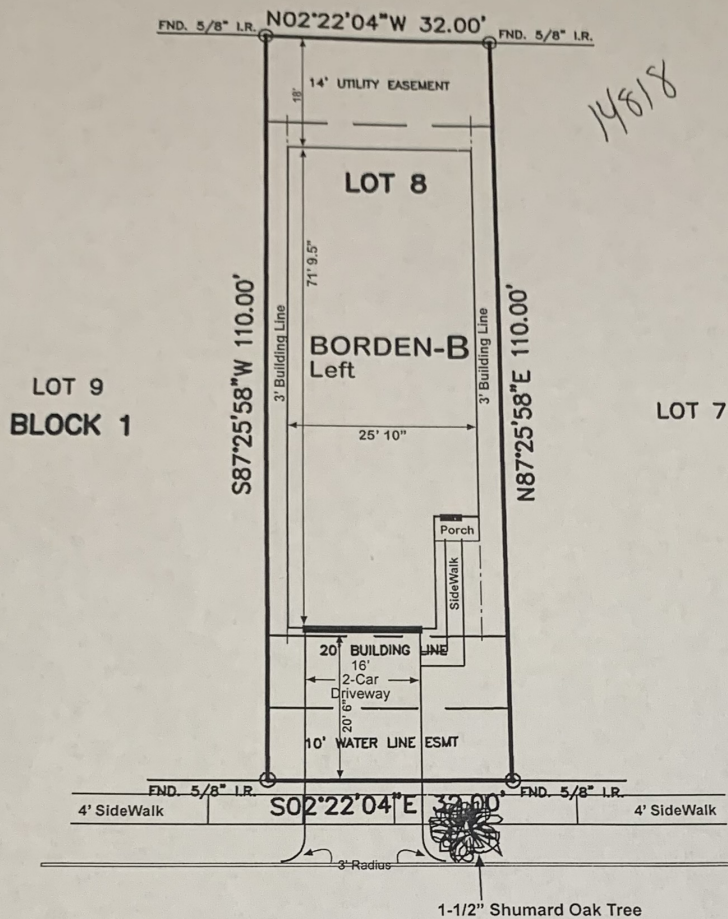 FND. 5/8" I.R.
N02°22'04"W 32.00'
FND. 5/8" I.R.
14818
18'
14' UTILITY EASEMENT
LOT 8
71' 9.5"
S87°25'58"W 110.00'
3' Building Line
BORDEN-B
Left
3' Building Line
N87°25'58"E 110.00'
LOT 9
BLOCK 1
LOT 7
25' 10"
Porch
SideWalk
20' BUILDING LINE
16'
2-Car
Driveway
20' 6"
10' WATER LINE ESMT
FND. 5/8" I.R.
S02°22'04"E 32.00'
FND. 5/8" I.R.
4' SideWalk
4' SideWalk
3' Radius
1-1/2" Shumard Oak Tree